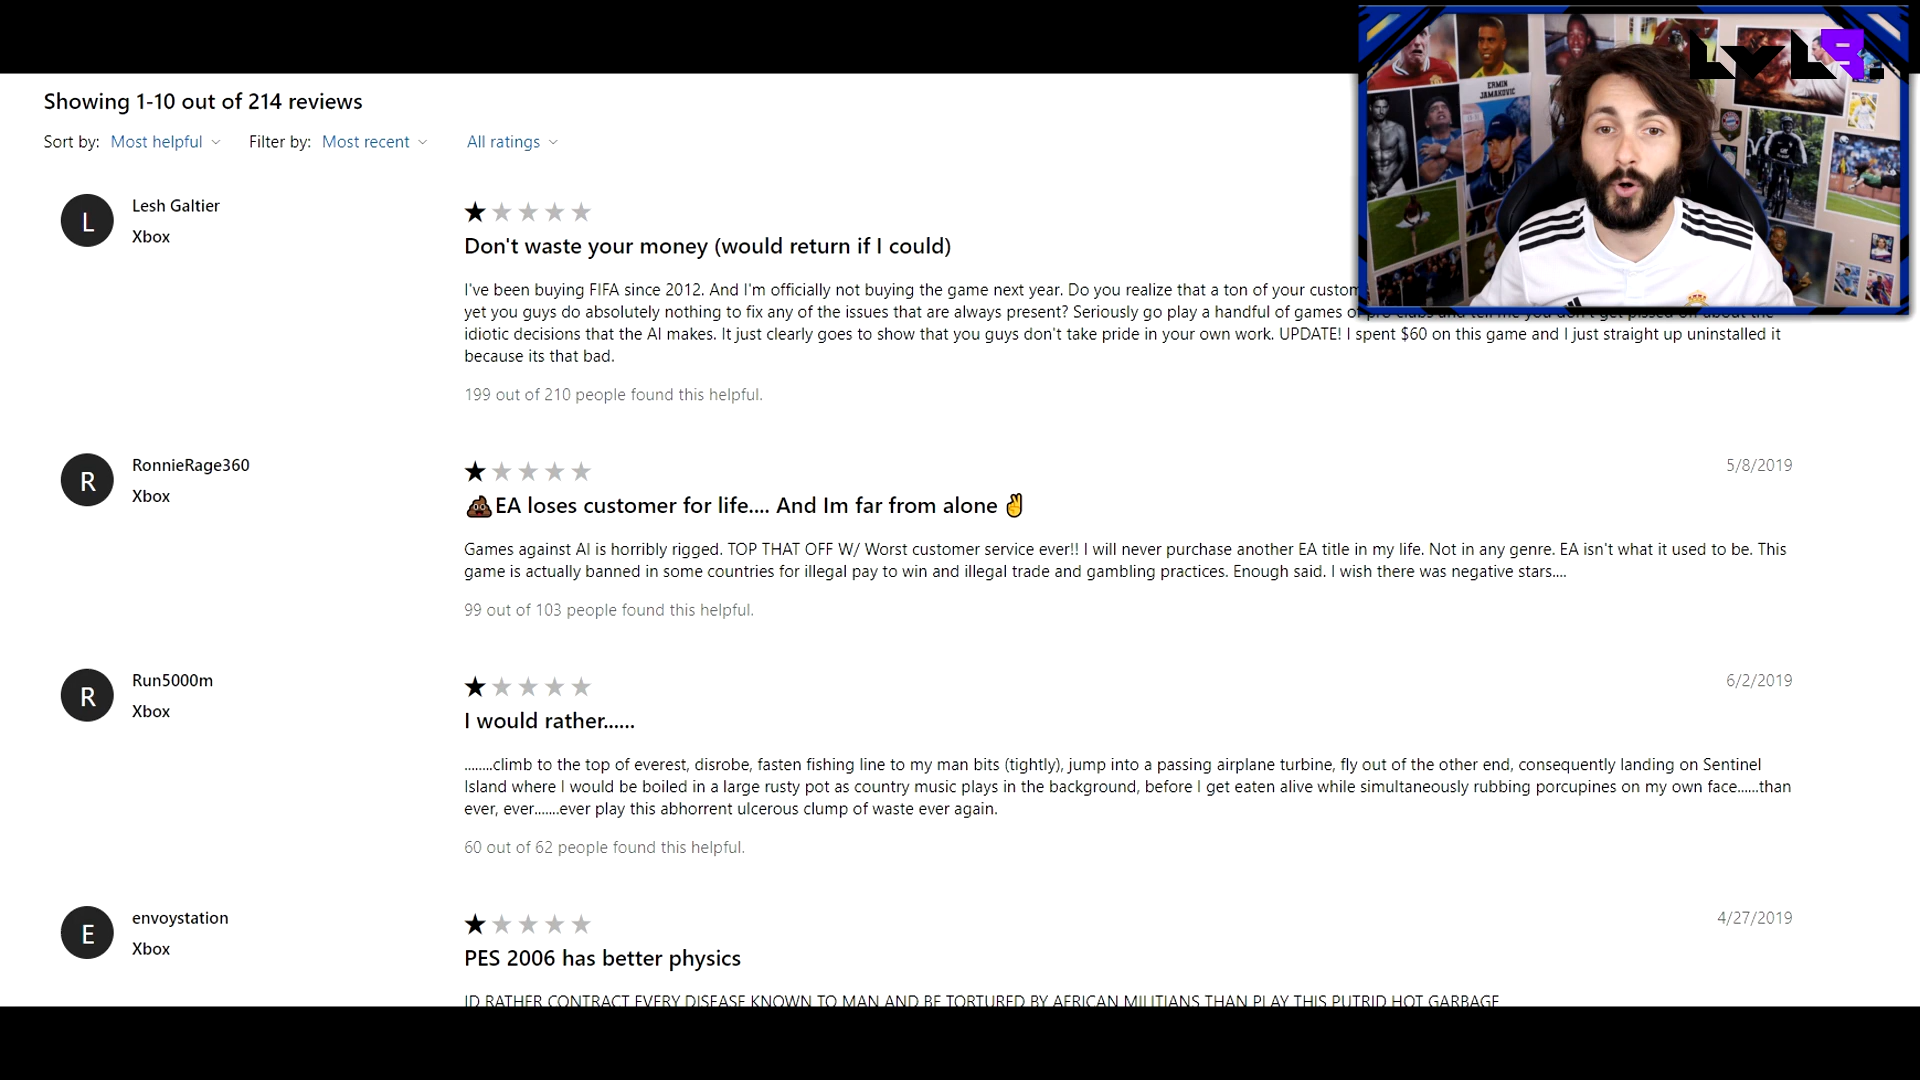 Showing 1-10 out of 214 reviews
Sort by: Most helpful Filter by: Most recent All ratings
L
Lesh Galtier
Xbox
Don't waste your money (would return if I could)
I've been buying FIFA since 2012. And I'm officially not buying the game next year. Do you realize that a ton of your
yet you guys do absolutely nothing to fix any of the issues that are always present? Seriously go play a handful of games
idiotic decisions that the AI makes. It just clearly goes to show that you guys don't take pride in your own work. UPDATE! I spent $60 on this game and I just straight up uninstalled it
because its that bad.
199 out of 210 people found this helpful.
R
RonnieRage360
Xbox
5/8/2019
💩EA loses customer for life.... And Im far from alone ✌
Games against AI is horribly rigged. TOP THAT OFF W/ Worst customer service ever!! I will never purchase another EA title in my life. Not in any genre. EA isn't what it used to be. This
game is actually banned in some countries for illegal pay to win and illegal trade and gambling practices. Enough said. I wish there was negative stars....
99 out of 103 people found this helpful.
R
Run5000m
Xbox
6/2/2019
I would rather......
........climb to the top of everest, disrobe, fasten fishing line to my man bits (tightly), jump into a passing airplane turbine, fly out of the other end, consequently landing on Sentinel
Island where I would be boiled in a large rusty pot as country music plays in the background, before I get eaten alive while simultaneously rubbing porcupines on my own face......than
ever, ever.......ever play this abhorrent ulcerous clump of waste ever again.
60 out of 62 people found this helpful.
E
envoystation
Xbox
4/27/2019
PES 2006 has better physics
ID RATHER CONTRACT EVERY DISEASE KNOWN TO MAN AND BE TORTURED BY AFRICAN MILITIANS THAN PLAY THIS PUTRID HOT GARBAGE
ERMIN
JAMAKOVIC